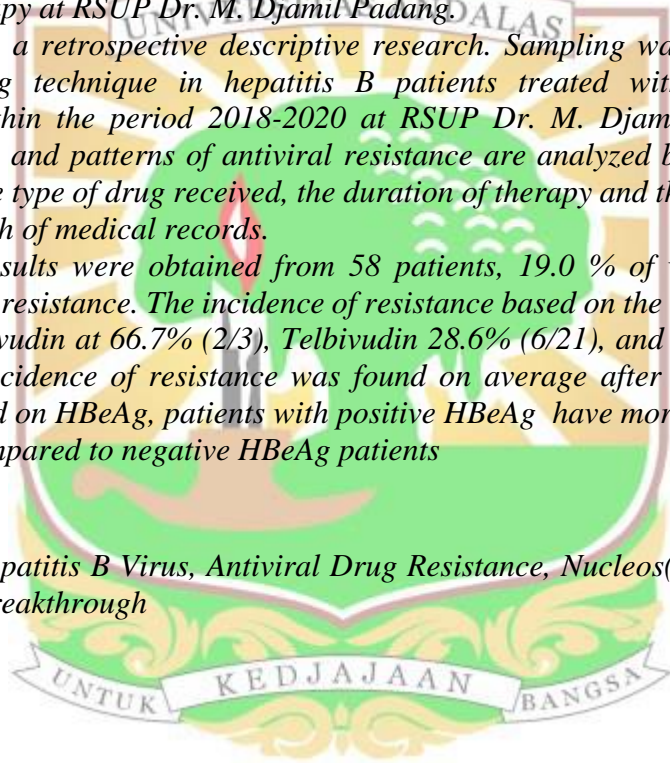 py at RSUP Dr. M. Djamil Padang.
a retrospective descriptive research. Sampling wa
g technique in hepatitis B patients treated with
thin the period 2018-2020 at RSUP Dr. M. Djam
and patterns of antiviral resistance are analyzed b
e type of drug received, the duration of therapy and th
h of medical records.
sults were obtained from 58 patients, 19.0 % of
resistance. The incidence of resistance based on the
vudin at 66.7% (2/3), Telbivudin 28.6% (6/21), and
cidence of resistance was found on average after
d on HBeAg, patients with positive HBeAg have mor
mpared to negative HBeAg patients
patitis B Virus, Antiviral Drug Resistance, Nucleos(
reakthrough
UNTUK KEDJAJAAN BANGSA